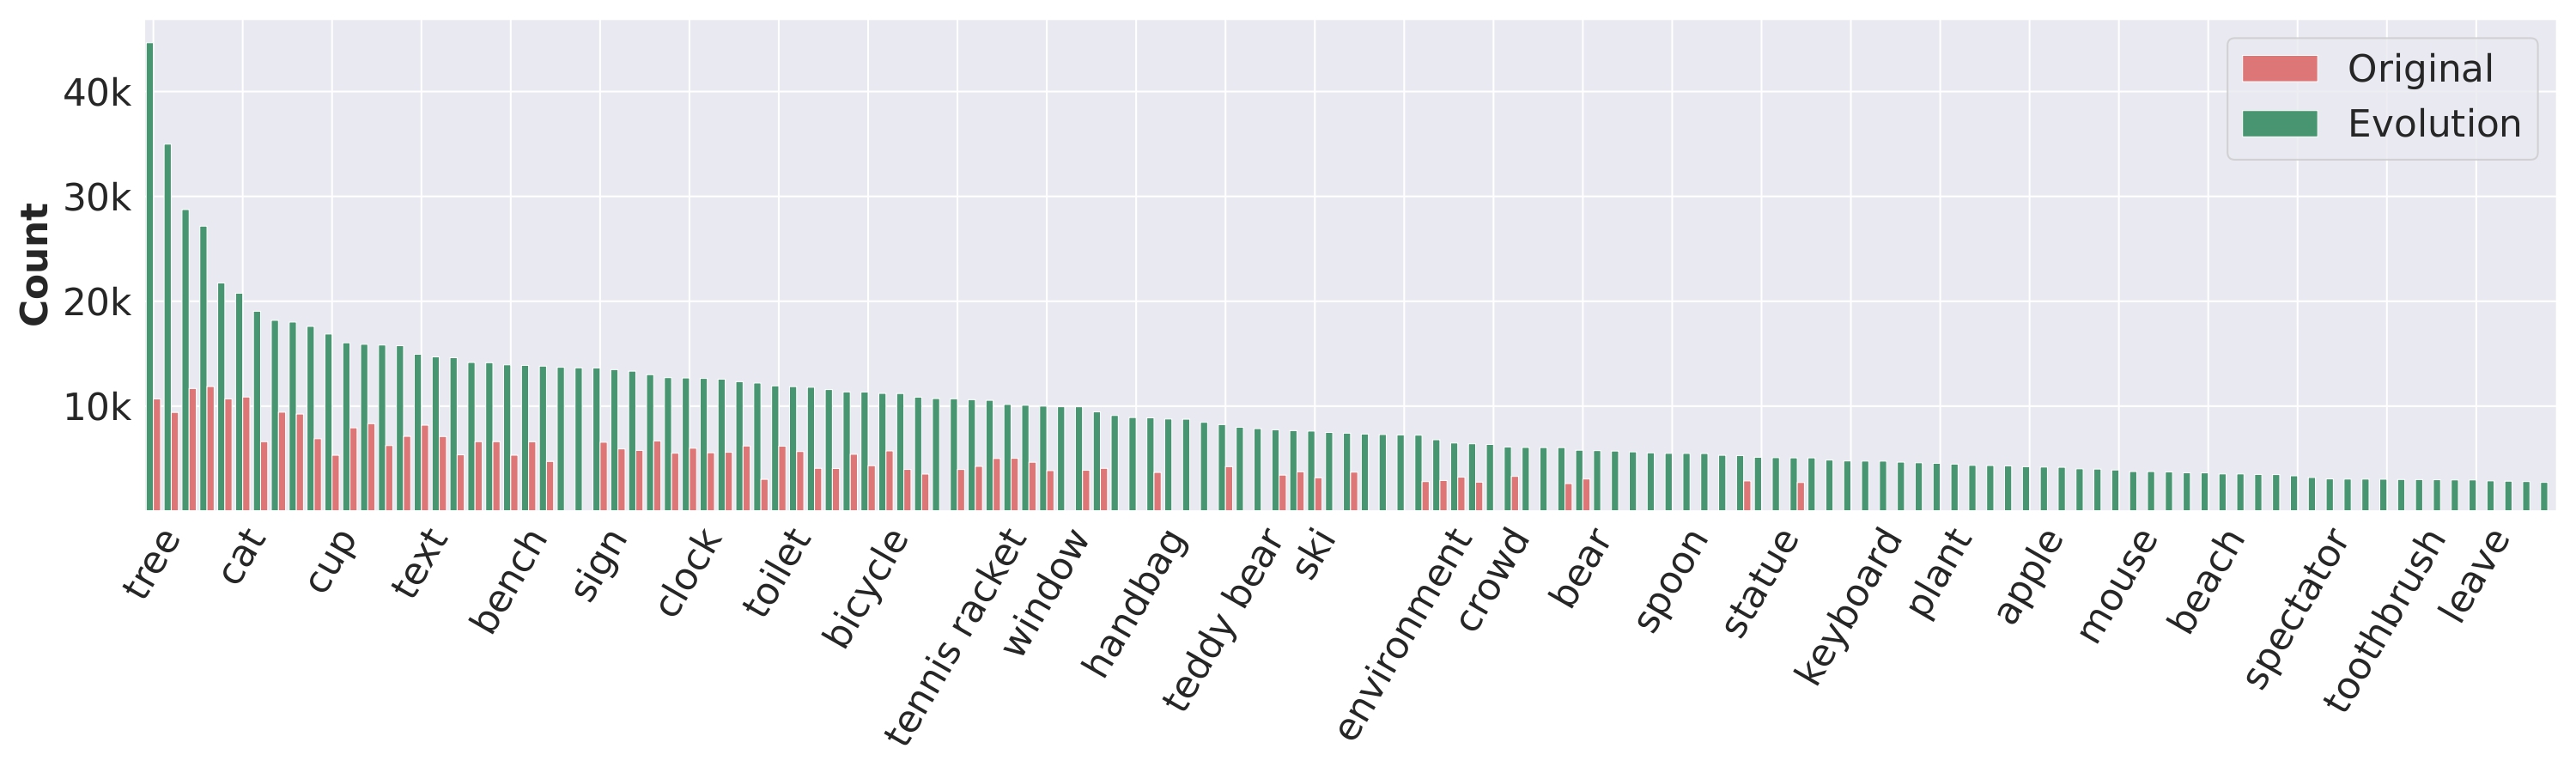 Count
40k
30k
20k
10k
Original
Evolution
tree
cat
cup
text
bench
sign
clock
toilet
bicycle
tennis racket
window
handbag
teddy bear
ski
environment
crowd
bear
spoon
statue
keyboard
plant
apple
mouse
beach
spectator
toothbrush
leave